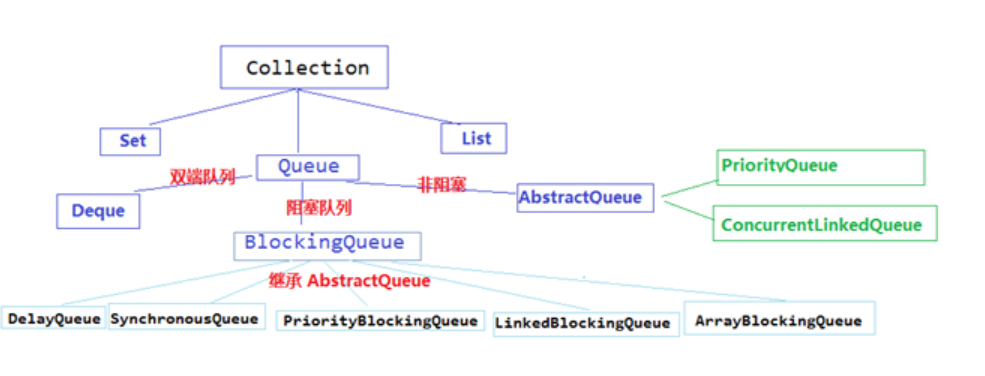 Collection
Set
List
Queue
双端队列
非阻塞
PriorityQueue
Deque
阻塞队列
AbstractQueue
ConcurrentLinkedQueue
BlockingQueue
继承 AbstractQueue
DelayQueue
SynchronousQueue
PriorityBlockingQueue
LinkedBlockingQueue
ArrayBlockingQueue